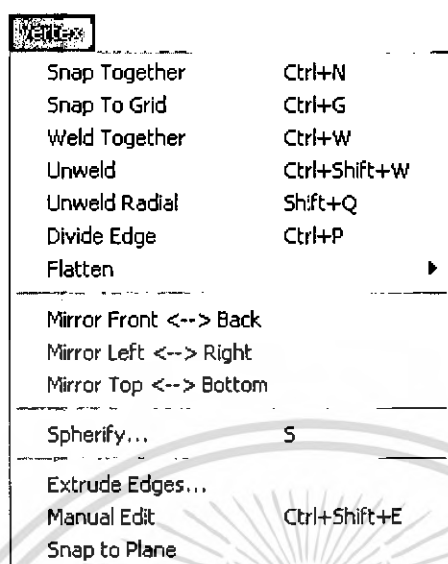 Vertex
Snap Together Ctrl+N
Snap To Grid Ctrl+G
Weld Together Ctrl+W
Unweld Ctrl+Shift+W
Unweld Radial Shift+Q
Divide Edge Ctrl+P
Flatten
Mirror Front <--> Back
Mirror Left <--> Right
Mirror Top <--> Bottom
Spherify... S
Extrude Edges...
Manual Edit Ctrl+Shift+E
Snap to Plane